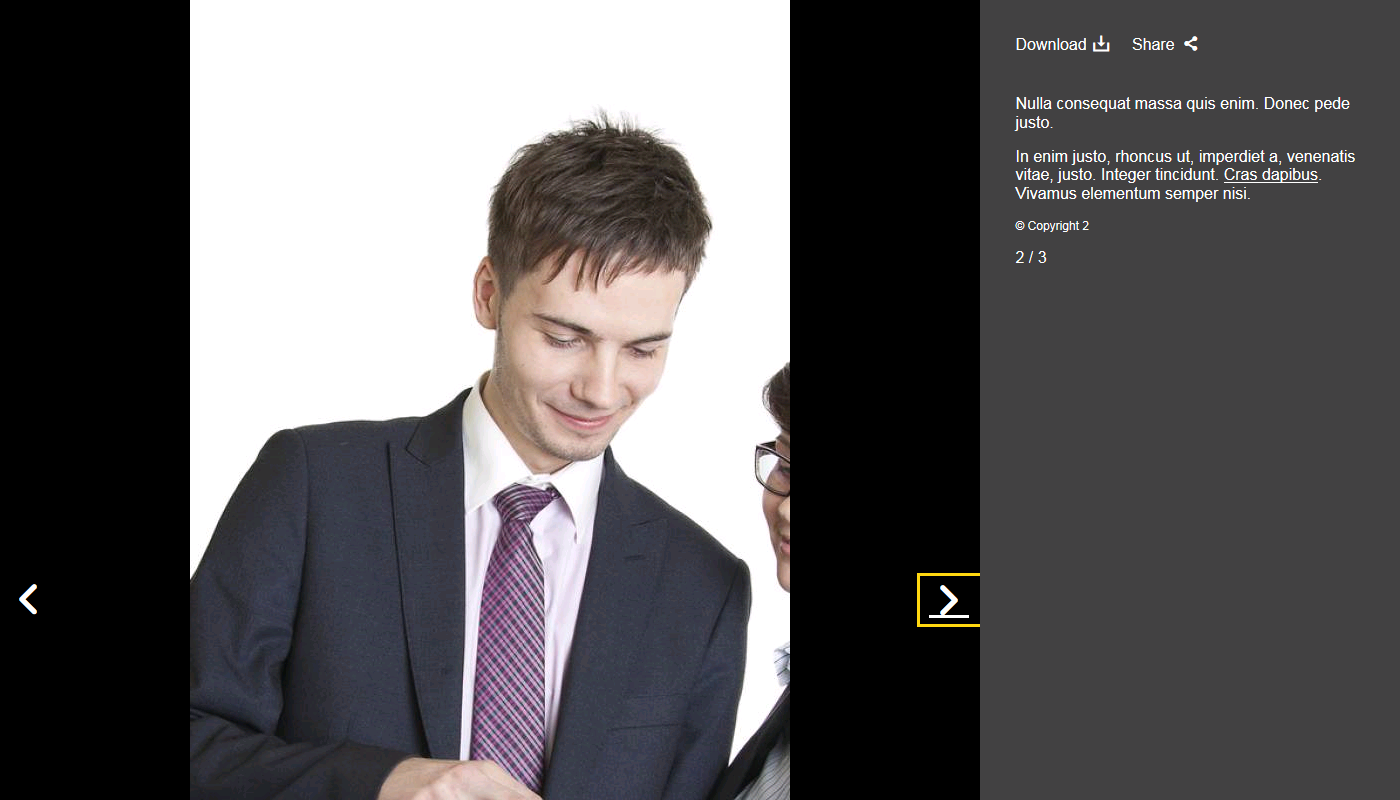 Download Share
Nulla consequat massa quis enim. Donec pede
justo.
In enim justo, rhoncus ut, imperdiet a, venenatis
vitae, justo. Integer tincidunt. Cras dapibus.
Vivamus elementum semper nisi.
© Copyright 2
2 / 3